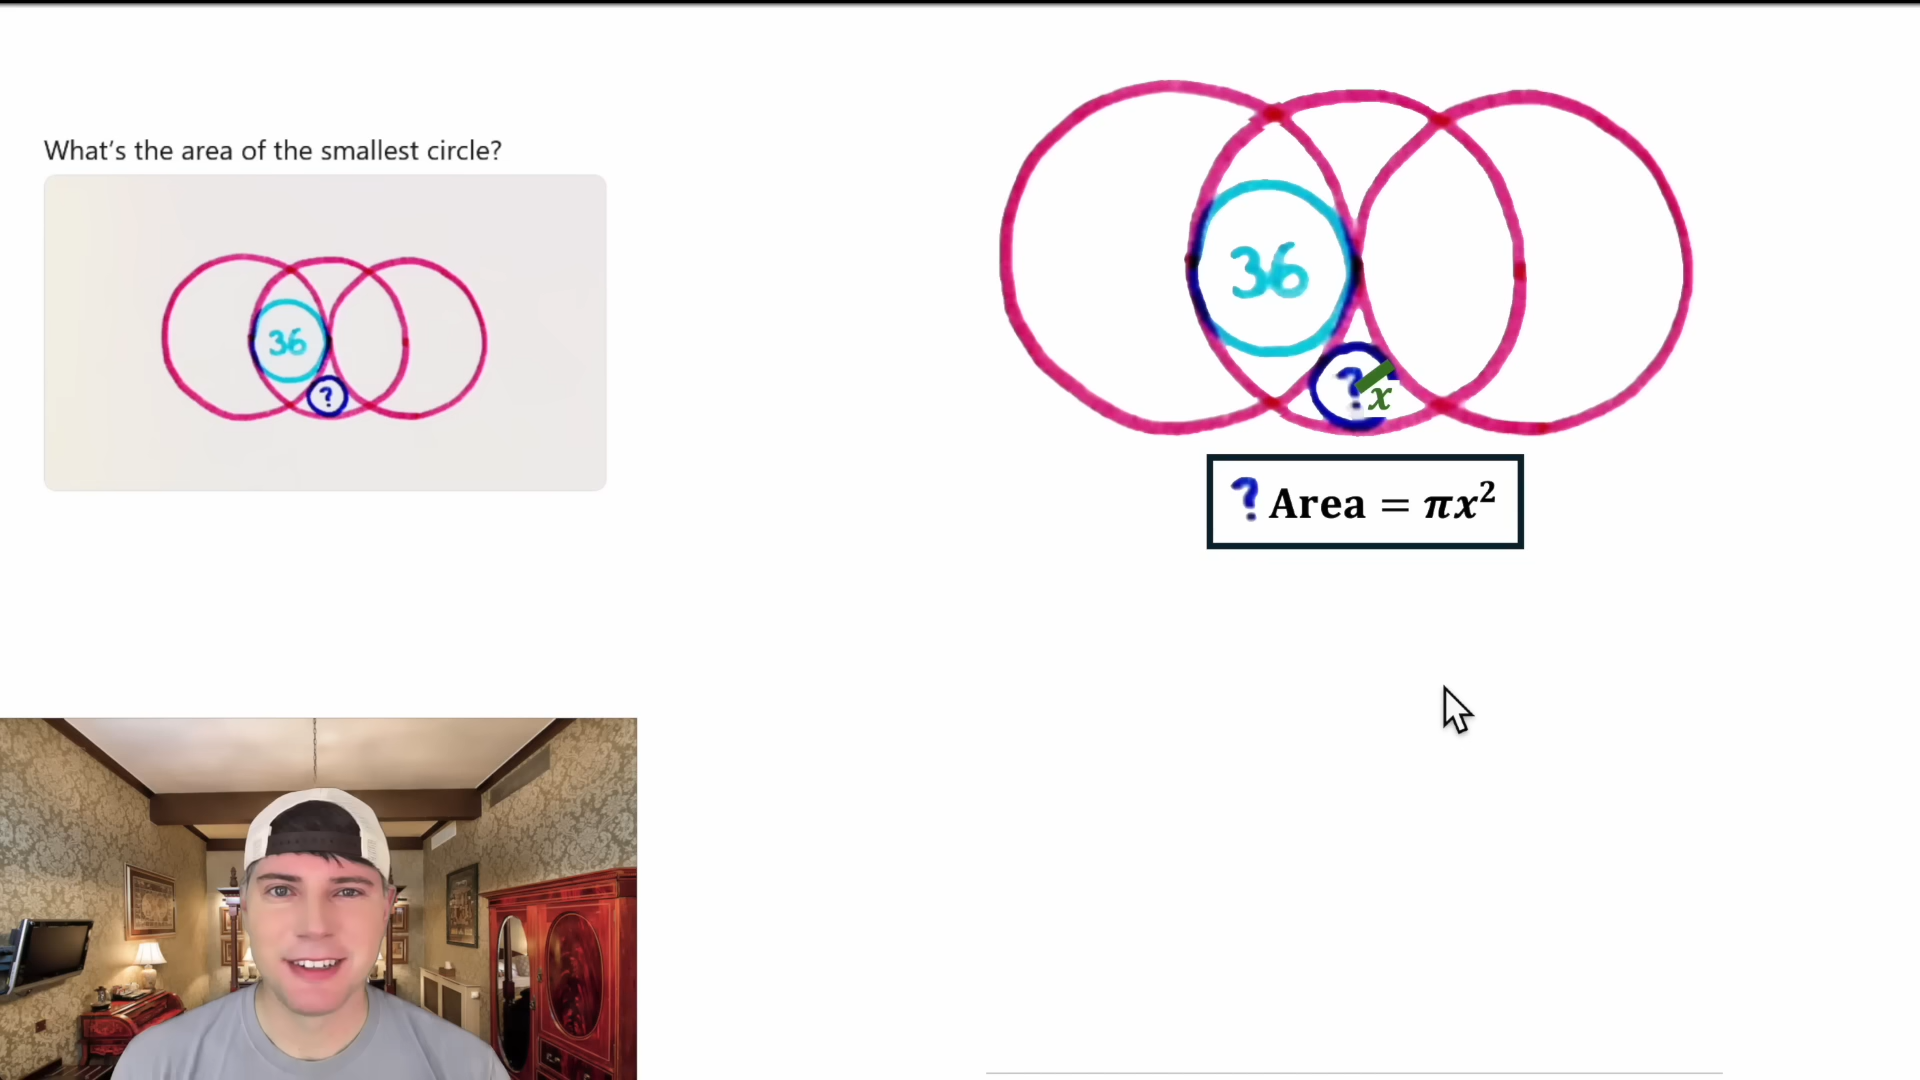 What's the area of the smallest circle?
36
?
36
?
x
? Area = πx²